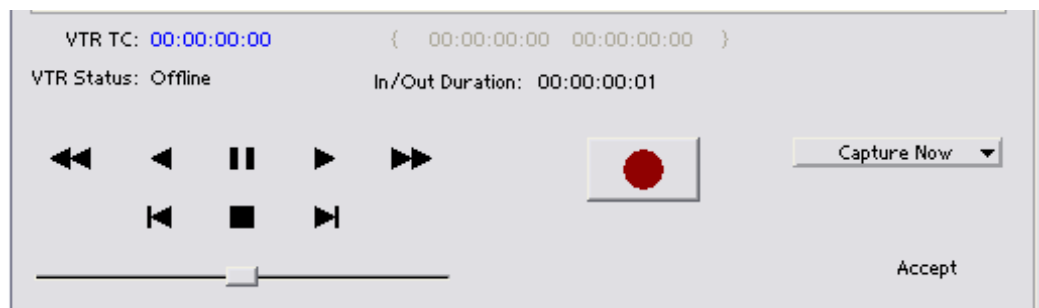 VTR TC: 00:00:00:00 { 00:00:00:00 00:00:00:00 }
VTR Status: Offline In/Out Duration: 00:00:00:01
Capture Now
Accept